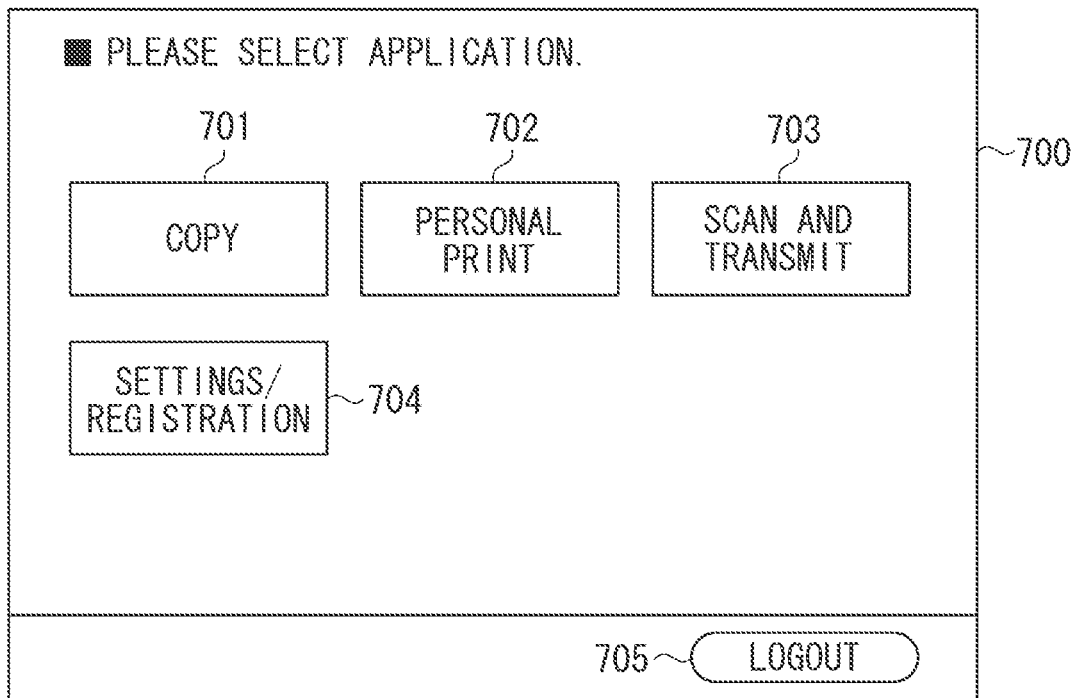 ■ PLEASE SELECT APPLICATION.
701
702
703
700
COPY
PERSONAL
PRINT
SCAN AND
TRANSMIT
SETTINGS/
REGISTRATION
704
705
LOGOUT